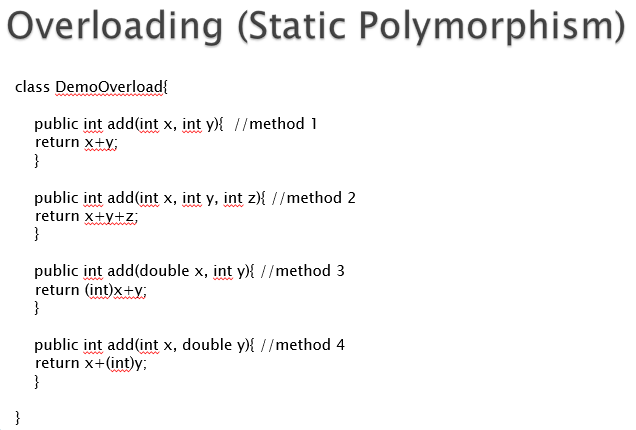 Overloading (Static Polymorphism)
class DemoOverload{
public int add(int x, int y){  //method 1
return x+y;
}
public int add(int x, int y, int z){ //method 2
return x+y+z;
}
public int add(double x, int y){ //method 3
return (int)x+y;
}
public int add(int x, double y){ //method 4
return x+(int)y;
}
}